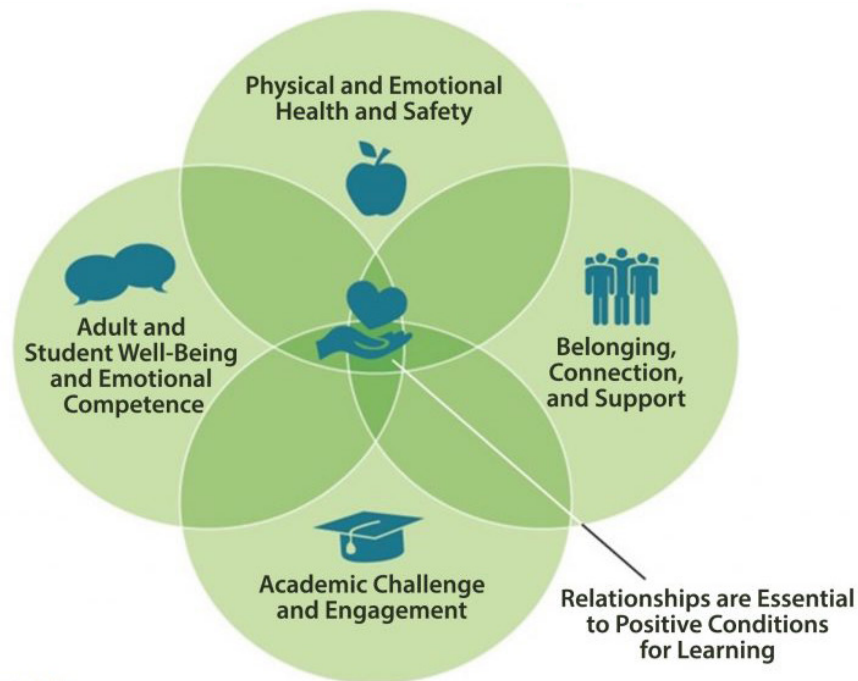 Physical and Emotional
Health and Safety
Adult and
Student Well-Being
and Emotional
Competence
Belonging,
Connection,
and Support
Academic Challenge
and Engagement
Relationships are Essential
to Positive Conditions
for Learning